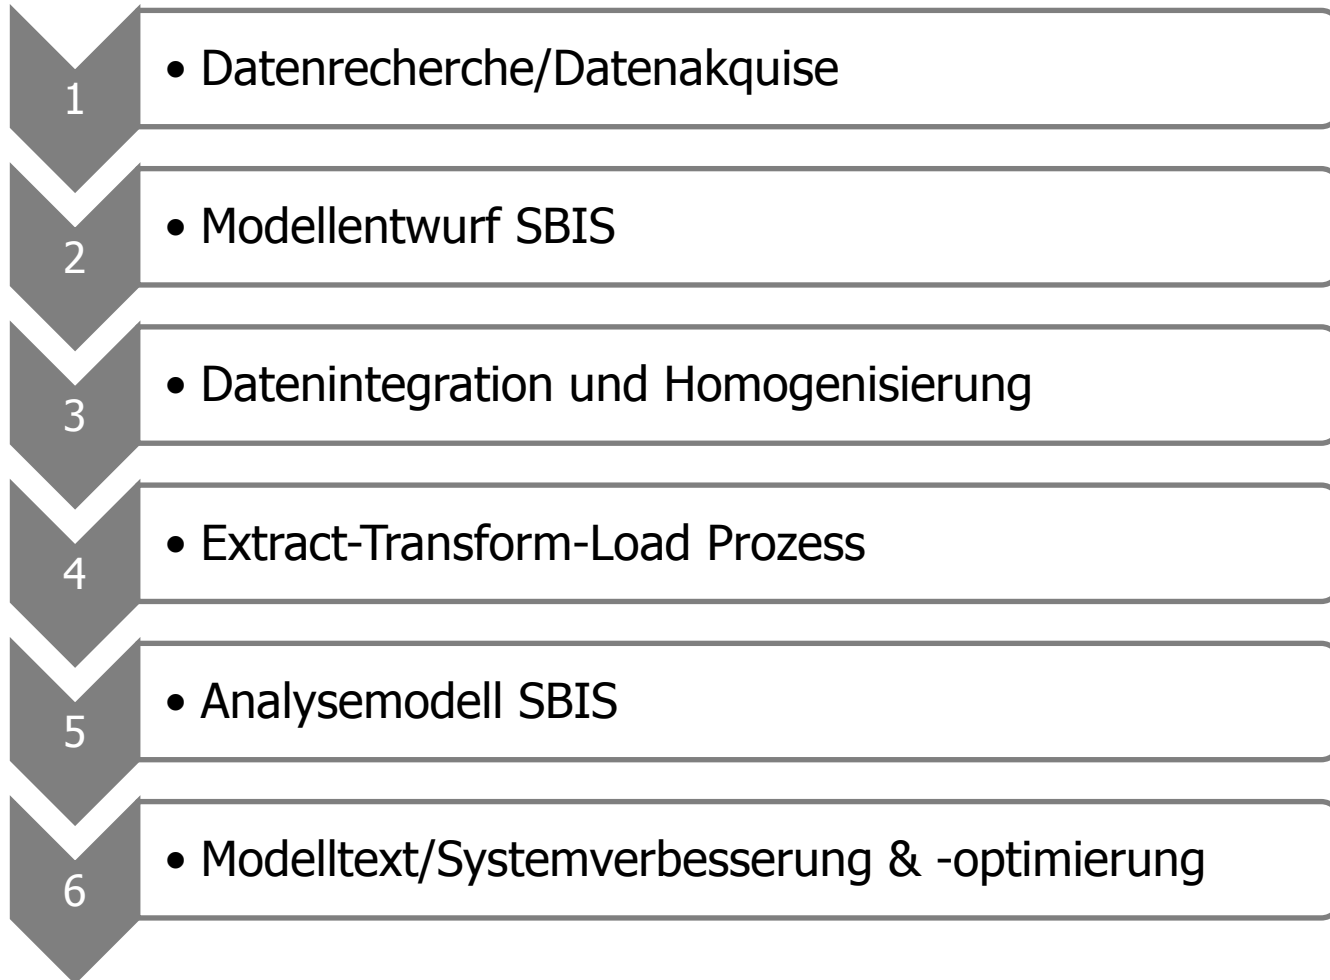 1
• Datenrecherche/Datenakquise
2
• Modellentwurf SBIS
3
• Datenintegration und Homogenisierung
4
• Extract-Transform-Load Prozess
5
• Analysemodell SBIS
6
• Modelltext/Systemverbesserung & -optimierung